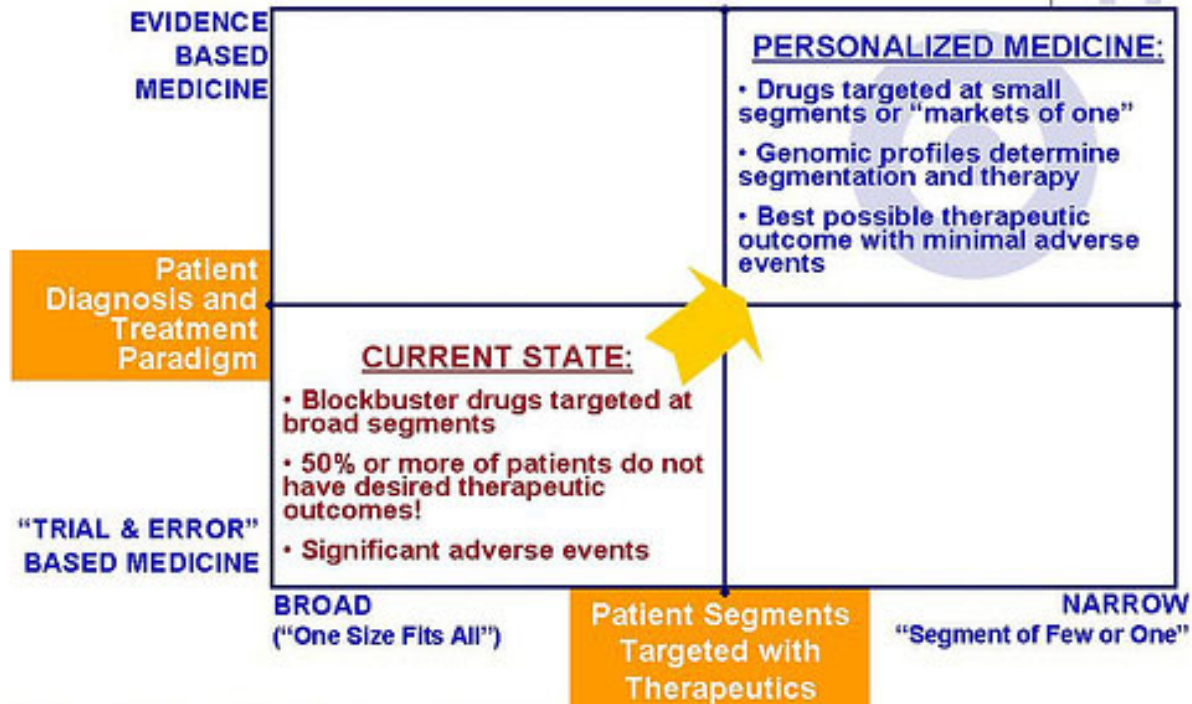 EVIDENCE
BASED
MEDICINE
PERSONALIZED MEDICINE:
• Drugs targeted at small
segments or “markets of one”
• Genomic profiles determine
segmentation and therapy
• Best possible therapeutic
outcome with minimal adverse
events
Patient
Diagnosis and
Treatment
Paradigm
CURRENT STATE:
• Blockbuster drugs targeted at
broad segments
• 50% or more of patients do not
have desired therapeutic
outcomes!
• Significant adverse events
“TRIAL & ERROR”
BASED MEDICINE
BROAD
(“One Size Fits All”)
Patient Segments
Targeted with
Therapeutics
NARROW
“Segment of Few or One”